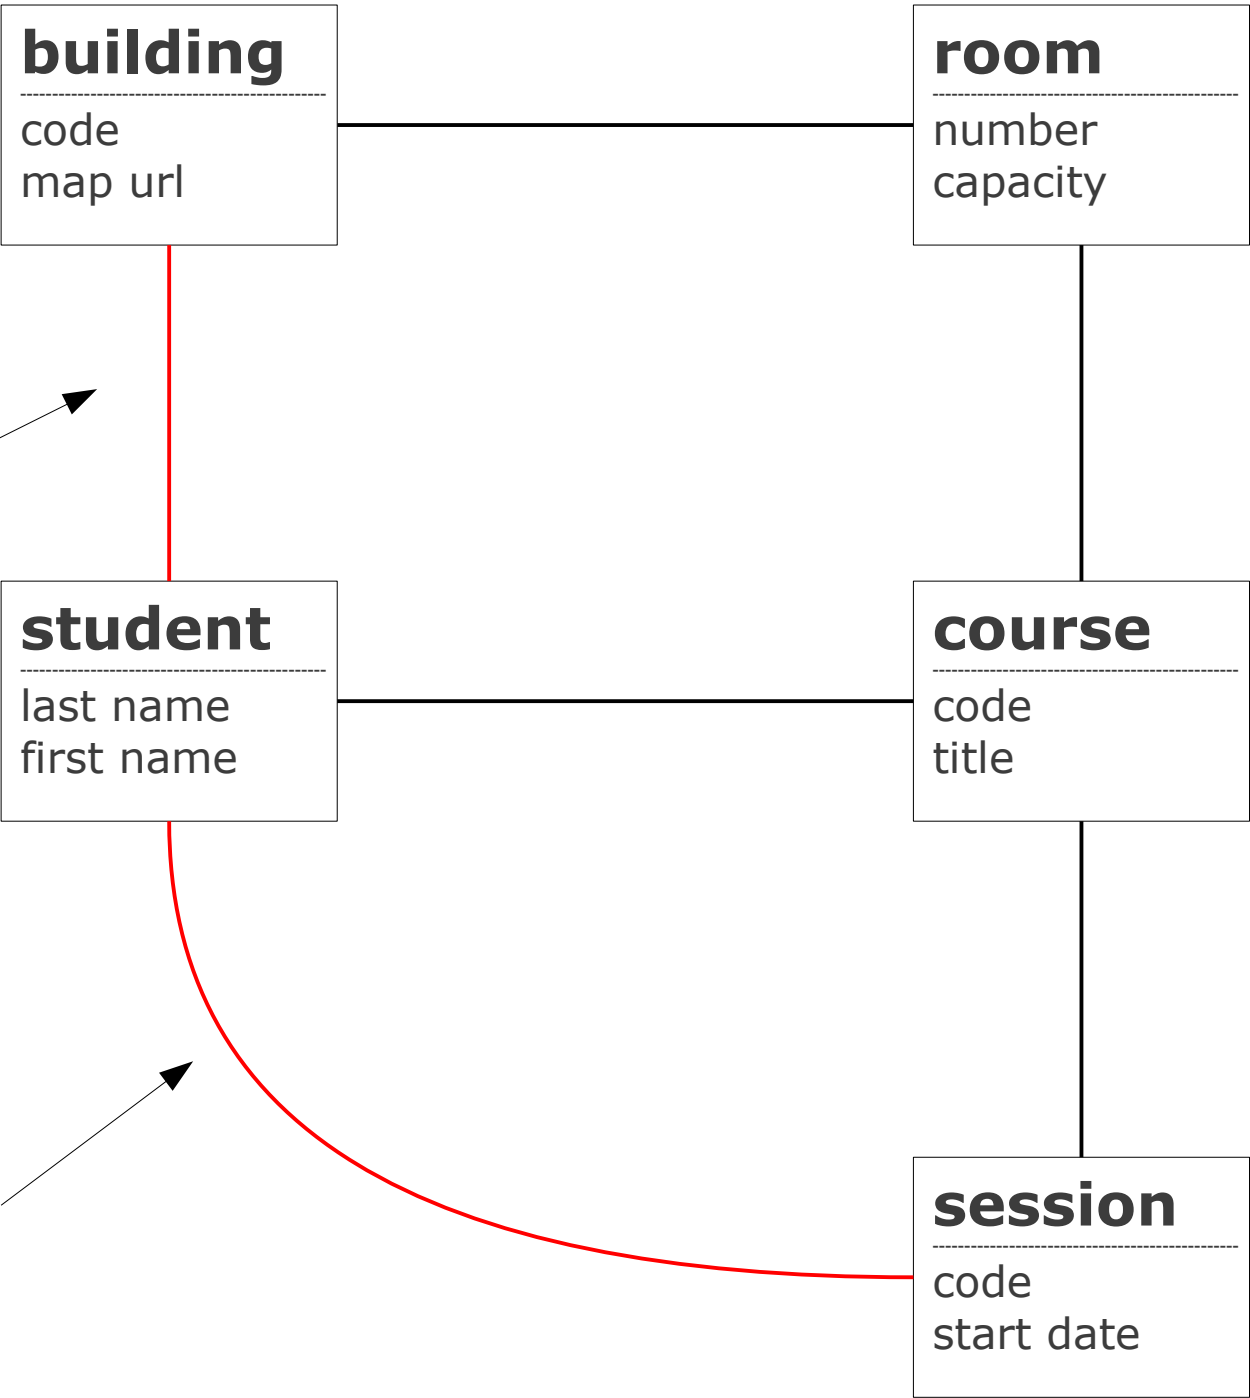 building
code
map url
room
number
capacity
student
last name
first name
course
code
title
session
code
start date